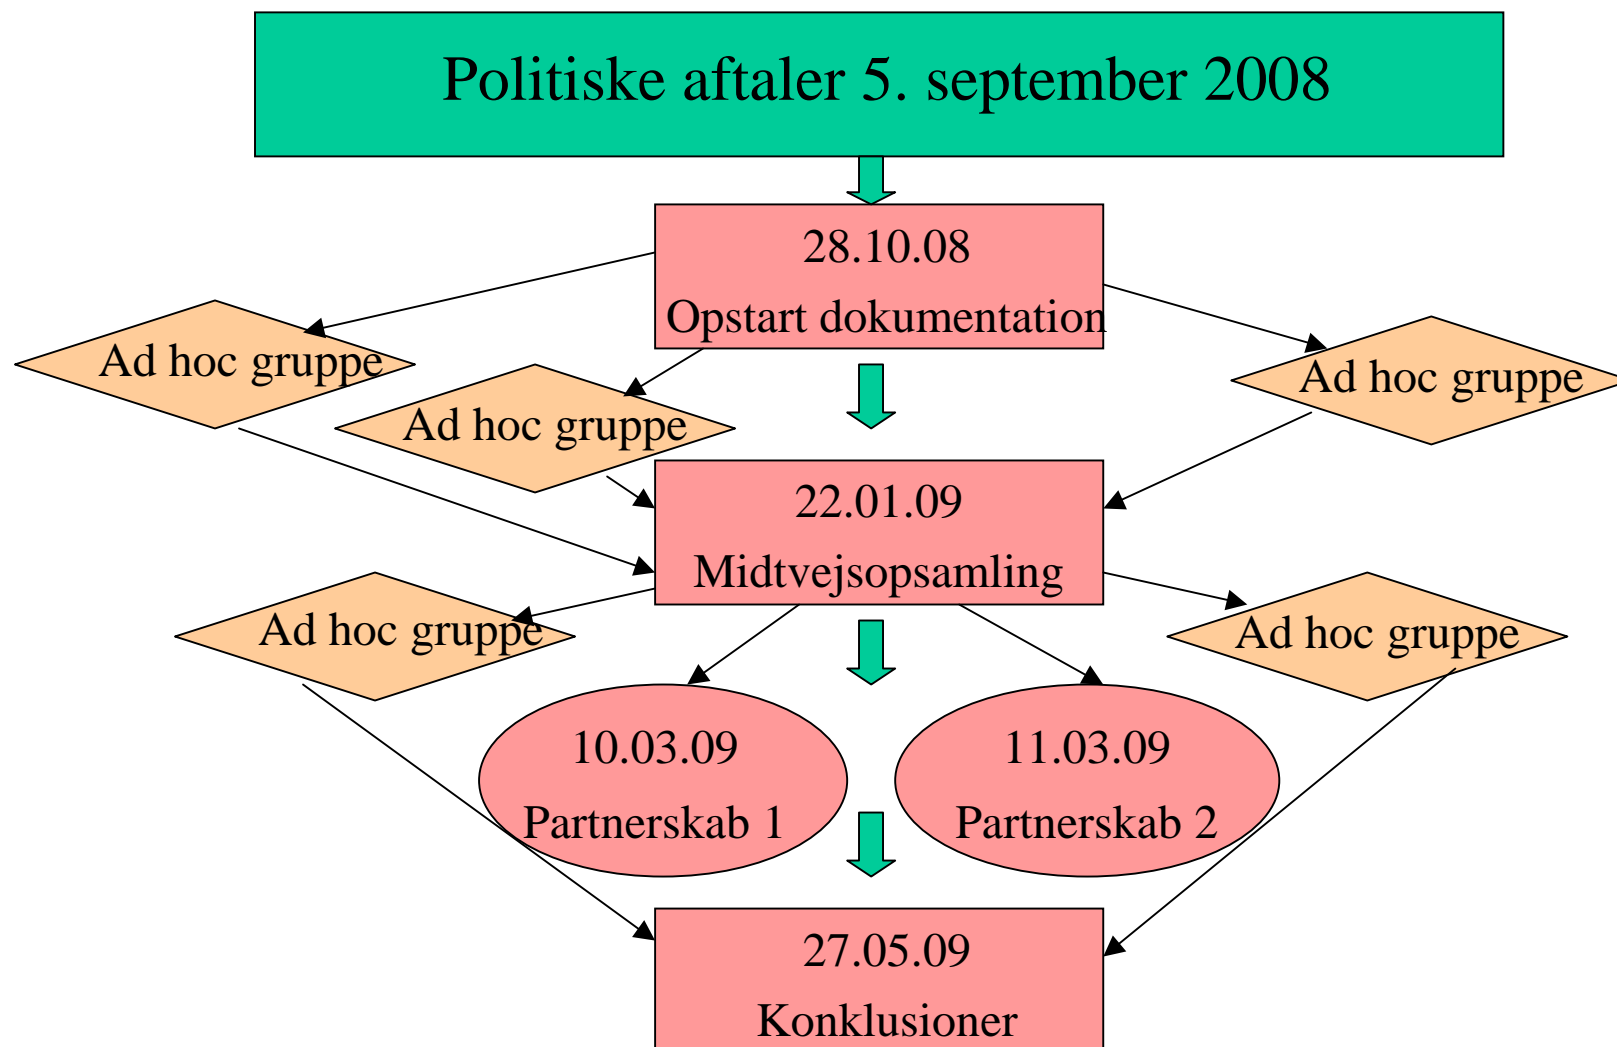 Politiske aftaler 5. september 2008
28.10.08
Opstart dokumentation
Ad hoc gruppe
Ad hoc gruppe
Ad hoc gruppe
22.01.09
Midtvejsopsamling
Ad hoc gruppe
Ad hoc gruppe
10.03.09
Partnerskab 1
11.03.09
Partnerskab 2
27.05.09
Konklusioner